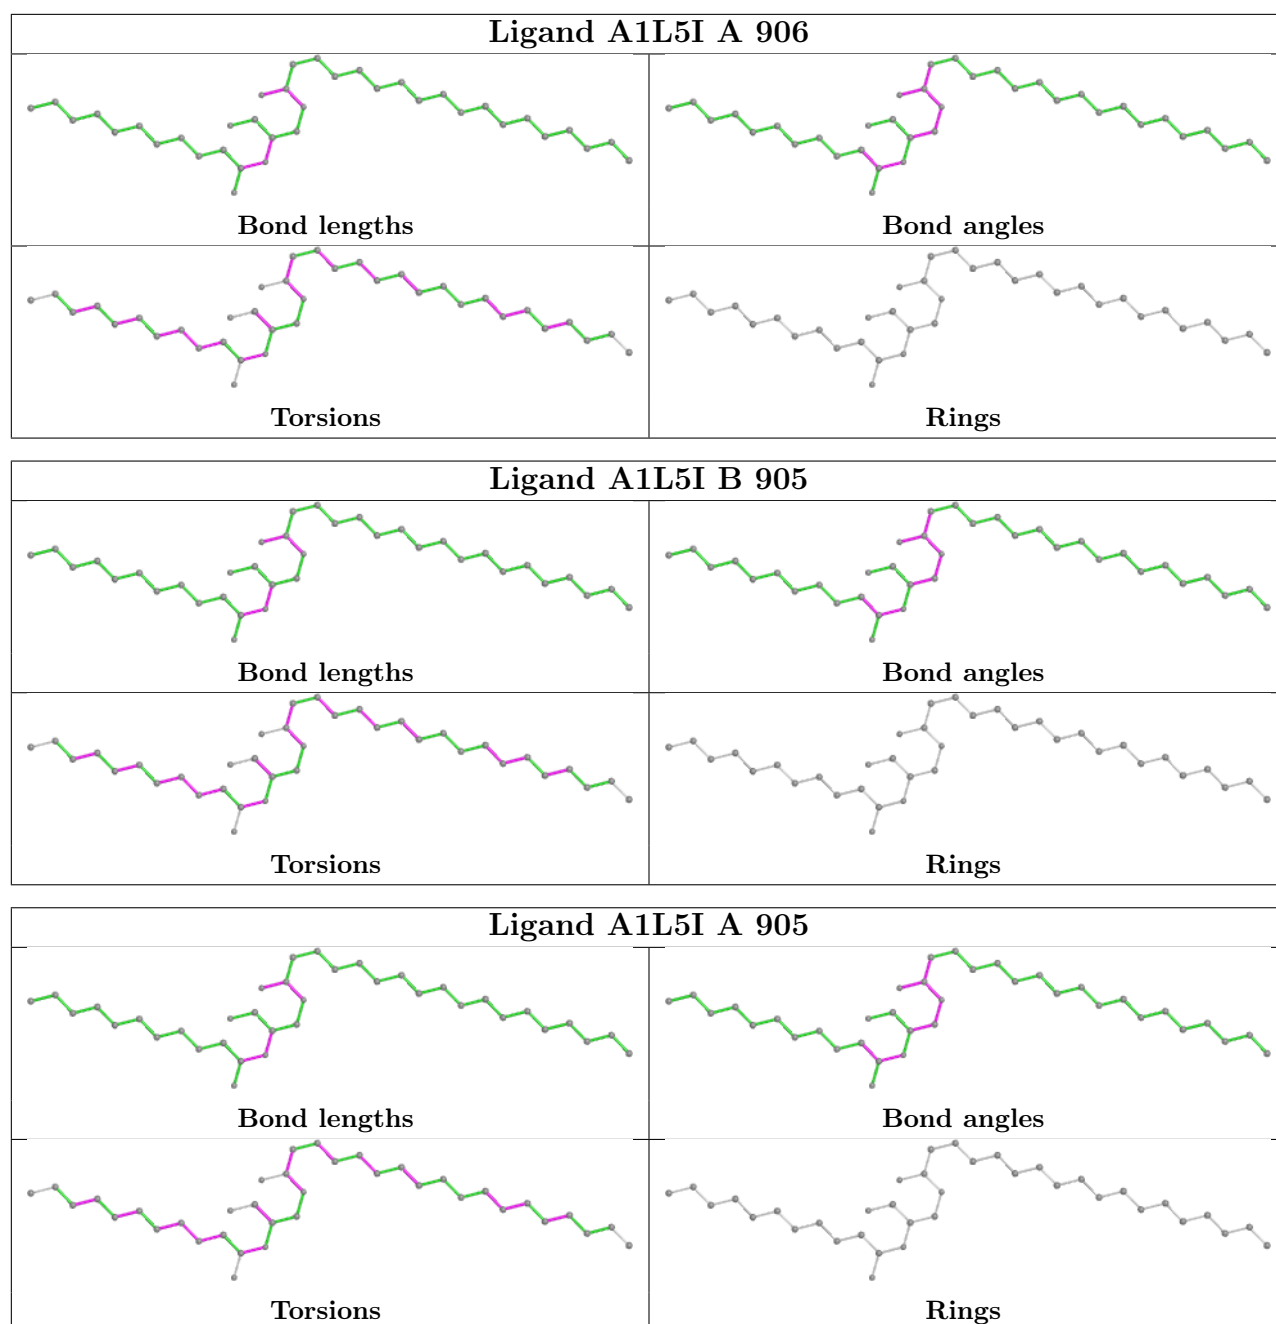 Ligand A1L5I A 906
Bond lengths
Bond angles
Torsions
Rings
Ligand A1L5I B 905
Bond lengths
Bond angles
Torsions
Rings
Ligand A1L5I A 905
Bond lengths
Bond angles
Torsions
Rings